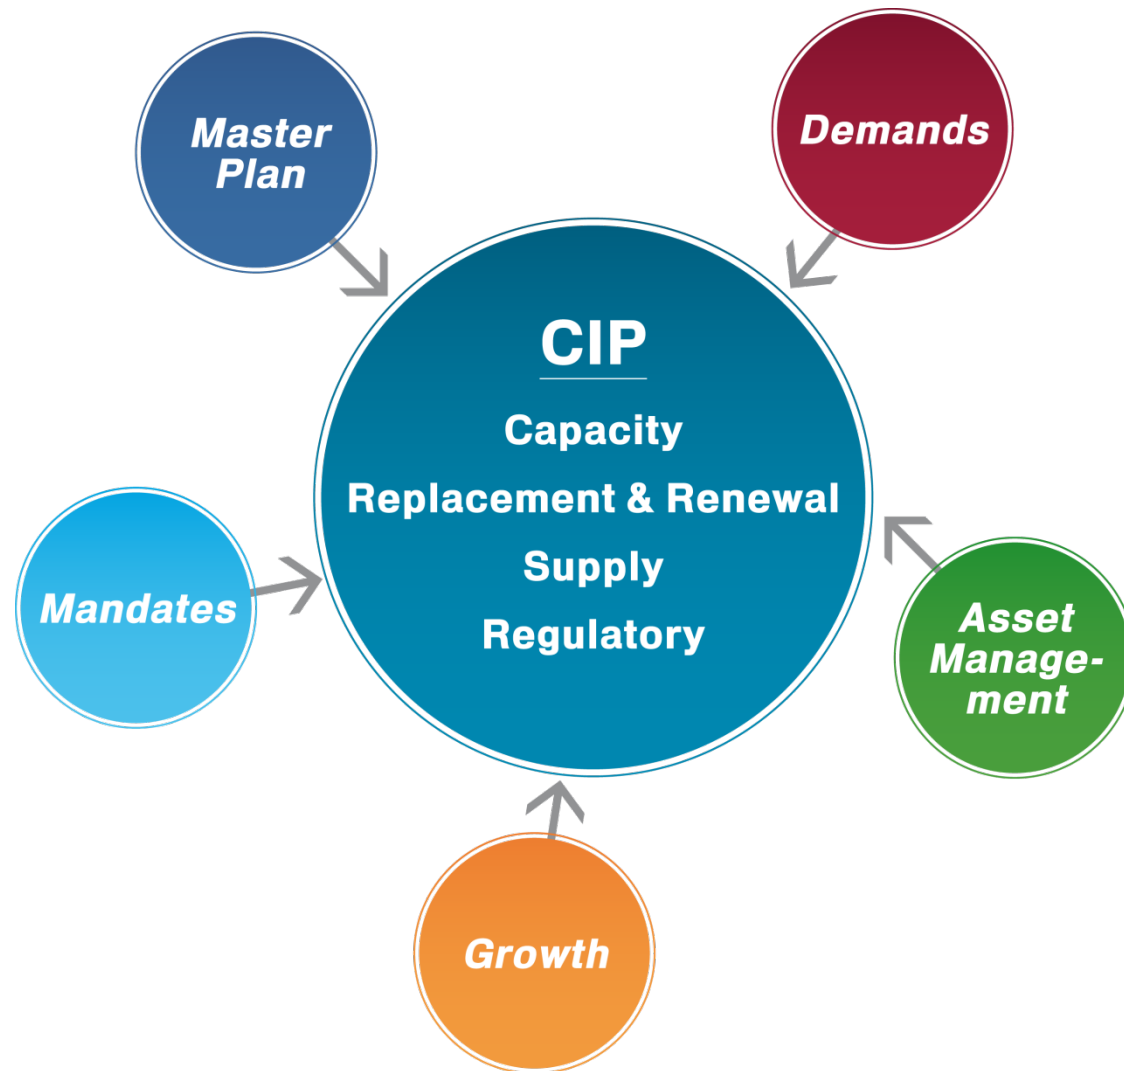 Master
Plan
Demands
CIP
Capacity
Replacement & Renewal
Supply
Regulatory
Mandates
Asset
Manage-
ment
Growth